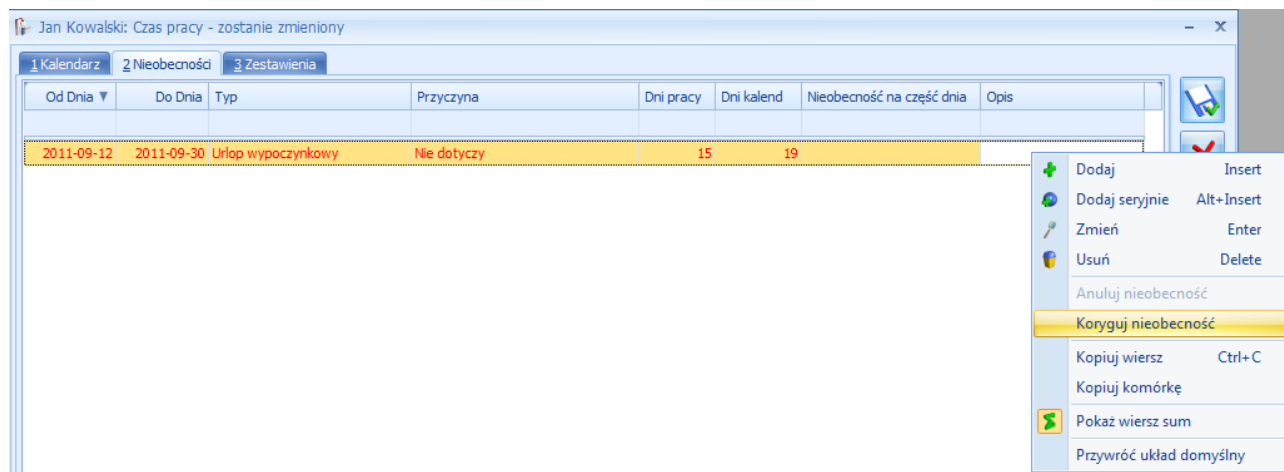 Jan Kowalski: Czas pracy - zostanie zmieniony
1 Kalendarz 2 Nieobecności 3 Zestawienia
Od Dnia Do Dnia Typ Przyczyna Dni pracy Dni kalend Nieobecność na część dnia Opis
2011-09-12 2011-09-30 Urlop wypoczynkowy Nie dotyczy 15 19
Dodaj Insert
Dodaj seryjnie Alt+Insert
Zmień Enter
Usuń Delete
Anuluj nieobecność
Koryguj nieobecność
Kopiuj wiersz Ctrl+C
Kopiuj komórkę
Pokaż wiersz sum
Przywróć układ domyślny